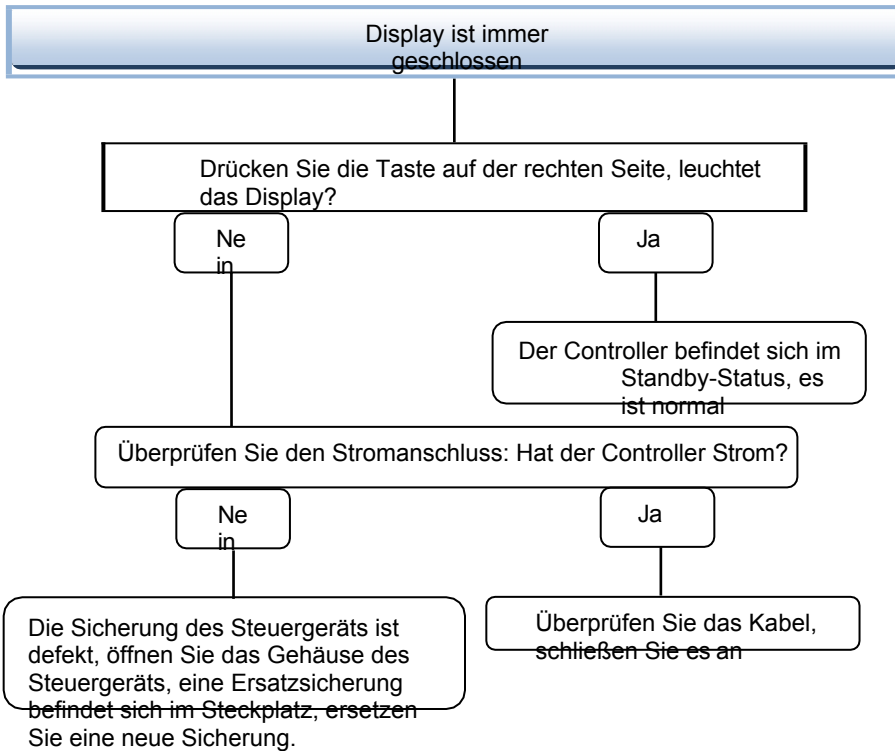 Display ist immer
geschlossen
Drücken Sie die Taste auf der rechten Seite, leuchtet
das Display?
Ne
in
Ja
Der Controller befindet sich im
Standby-Status, es
ist normal
Überprüfen Sie den Stromanschluss: Hat der Controller Strom?
Ne
in
Ja
Die Sicherung des Steuergeräts ist
defekt, öffnen Sie das Gehäuse des
Steuergeräts, eine Ersatzsicherung
befindet sich im Steckplatz, ersetzen
Sie eine neue Sicherung.
Überprüfen Sie das Kabel,
schließen Sie es an